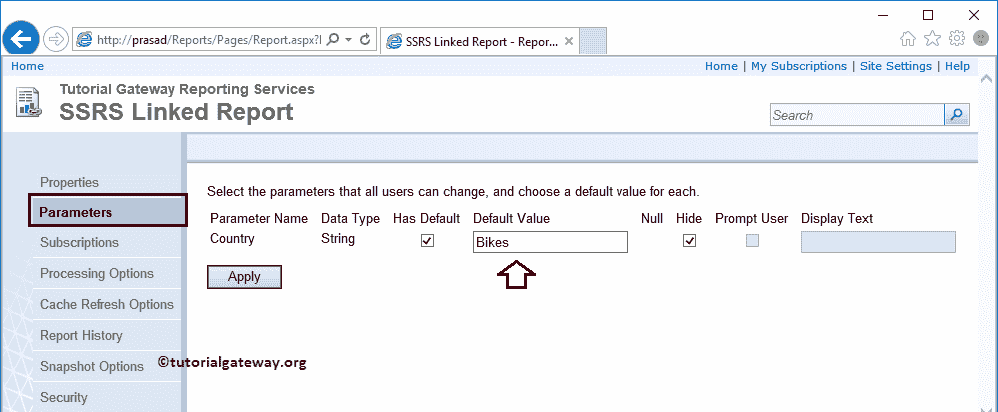 http://prasad/Reports/Pages/Report.aspx?I
SSRS Linked Report - Repor...
Home
Home | My Subscriptions | Site Settings | Help
Tutorial Gateway Reporting Services
SSRS Linked Report
Search
Properties
Parameters
Subscriptions
Processing Options
Cache Refresh Options
Report History
Snapshot Options
Security
Select the parameters that all users can change, and choose a default value for each.
Parameter Name Data Type Has Default Default Value Null Hide Prompt User Display Text
Country String Bikes
Apply
©tutorialgateway.org